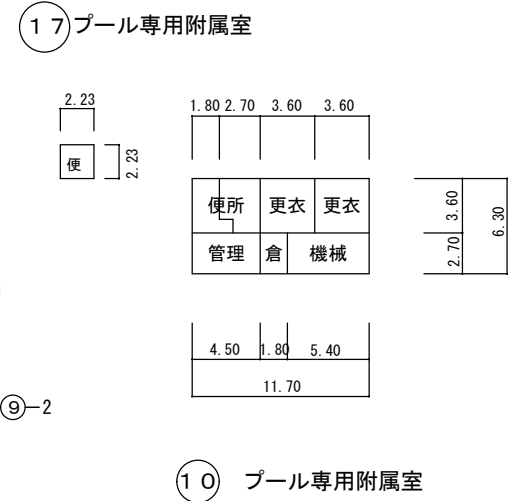 １７ プール専用附属室
2.23
1.80 2.70 3.60 3.60
便
2.23
便所 更衣 更衣
3.60
6.30
管理 倉 機械
2.70
4.50 1.80 5.40
11.70
⑨－2
１０ プール専用附属室